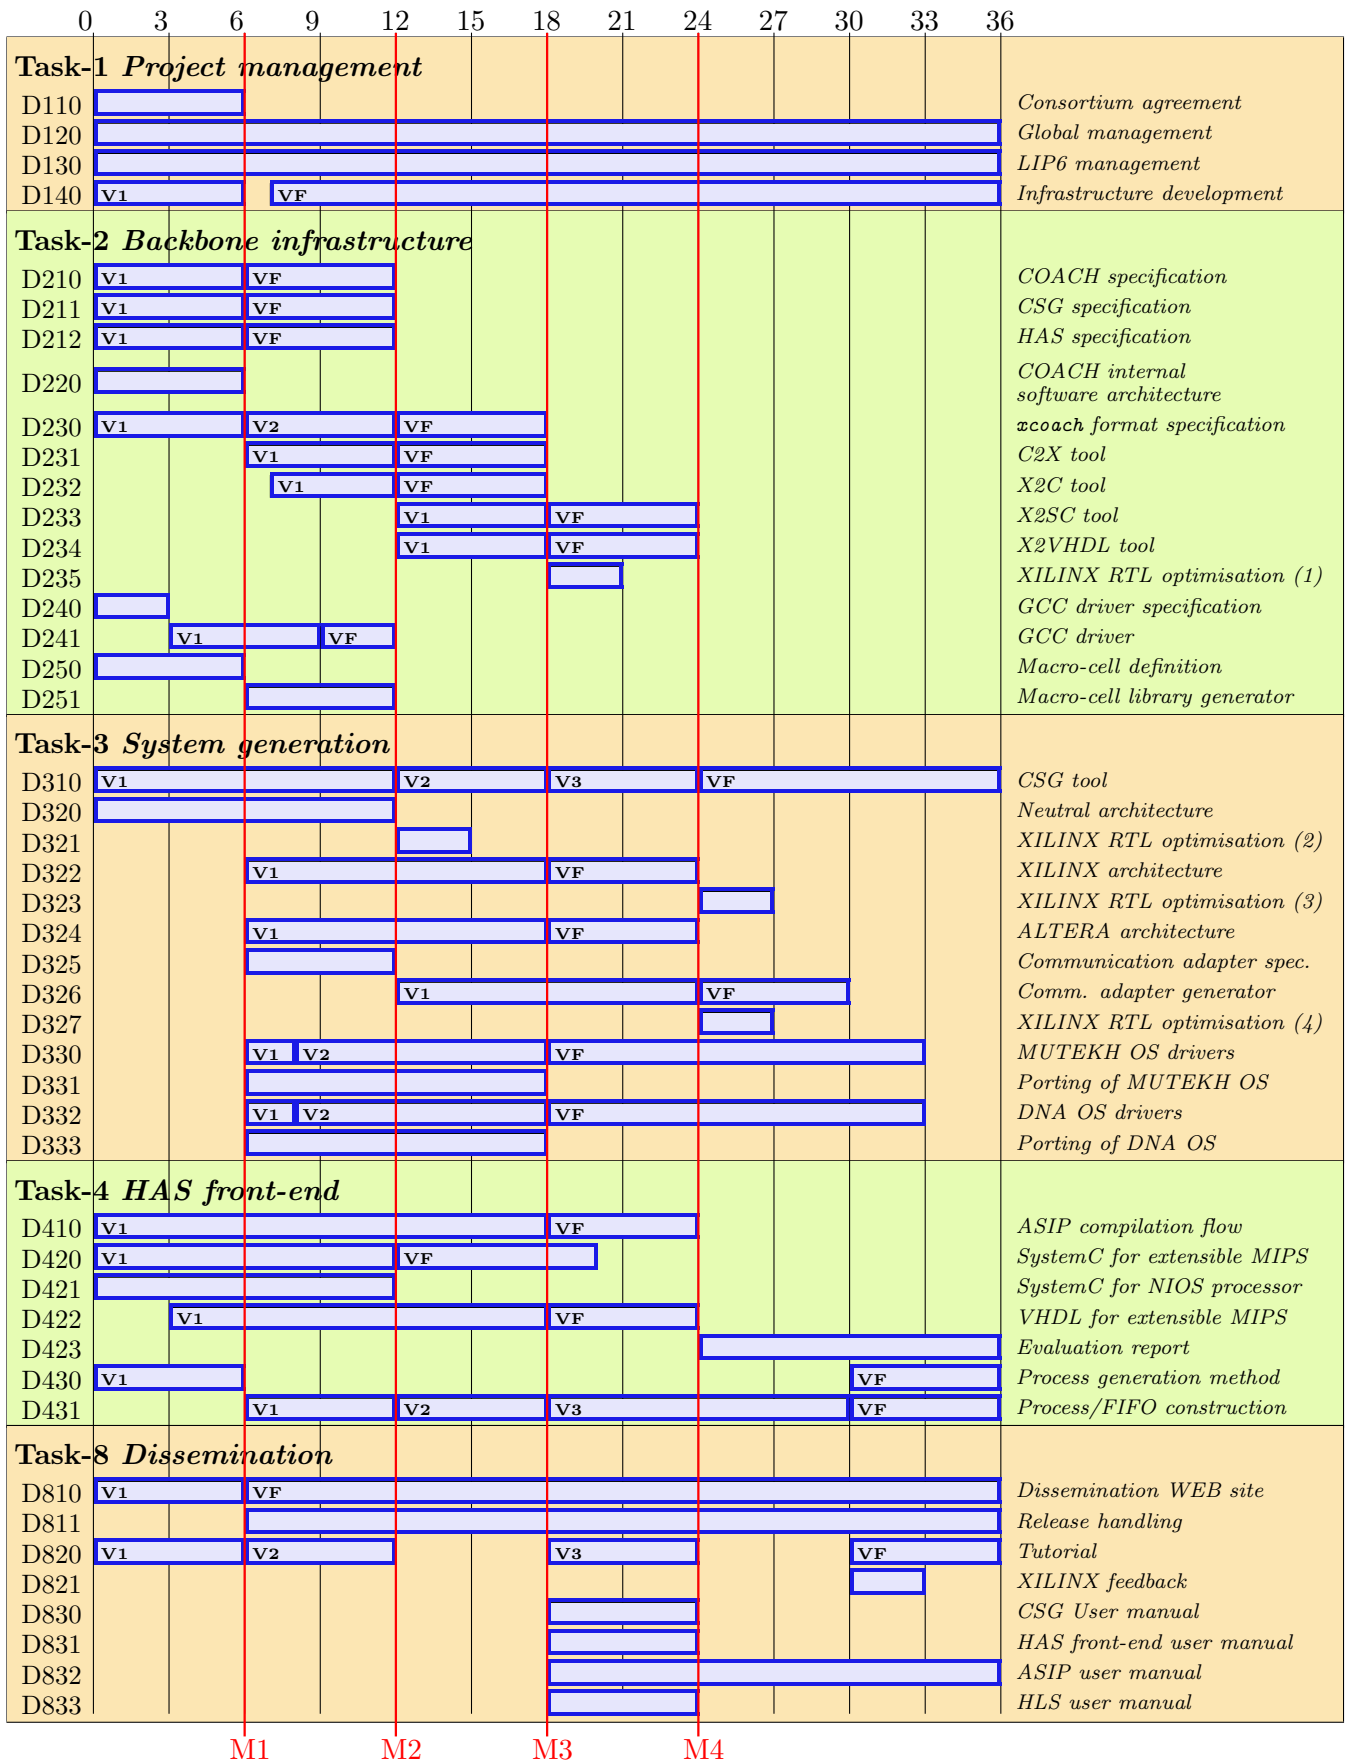 0 3 6 9 12 15 18 21 24 27 30 33 36
Task-1 Project management
D110 Consortium agreement
D120 Global management
D130 LIP6 management
D140 V1 VF Infrastructure development
Task-2 Backbone infrastructure
D210 V1 VF COACH specification
D211 V1 VF CSG specification
D212 V1 VF HAS specification
D220 COACH internal
software architecture
D230 V1 V2 VF xcoach format specification
D231 V1 VF C2X tool
D232 V1 VF X2C tool
D233 V1 VF X2SC tool
D234 V1 VF X2VHDL tool
D235 XILINX RTL optimisation (1)
D240 GCC driver specification
D241 V1 VF GCC driver
D250 Macro-cell definition
D251 Macro-cell library generator
Task-3 System generation
D310 V1 V2 V3 VF CSG tool
D320 Neutral architecture
D321 XILINX RTL optimisation (2)
D322 V1 VF XILINX architecture
D323 XILINX RTL optimisation (3)
D324 V1 VF ALTERA architecture
D325 Communication adapter spec.
D326 V1 VF Comm. adapter generator
D327 XILINX RTL optimisation (4)
D330 V1 V2 VF MUTEKH OS drivers
D331 Porting of MUTEKH OS
D332 V1 V2 VF DNA OS drivers
D333 Porting of DNA OS
Task-4 HAS front-end
D410 V1 VF ASIP compilation flow
D420 V1 VF SystemC for extensible MIPS
D421 SystemC for NIOS processor
D422 V1 VF VHDL for extensible MIPS
D423 Evaluation report
D430 V1 VF Process generation method
D431 V1 V2 V3 VF Process/FIFO construction
Task-8 Dissemination
D810 V1 VF Dissemination WEB site
D811 Release handling
D820 V1 V2 V3 VF Tutorial
D821 XILINX feedback
D830 CSG User manual
D831 HAS front-end user manual
D832 ASIP user manual
D833 HLS user manual
M1 M2 M3 M4